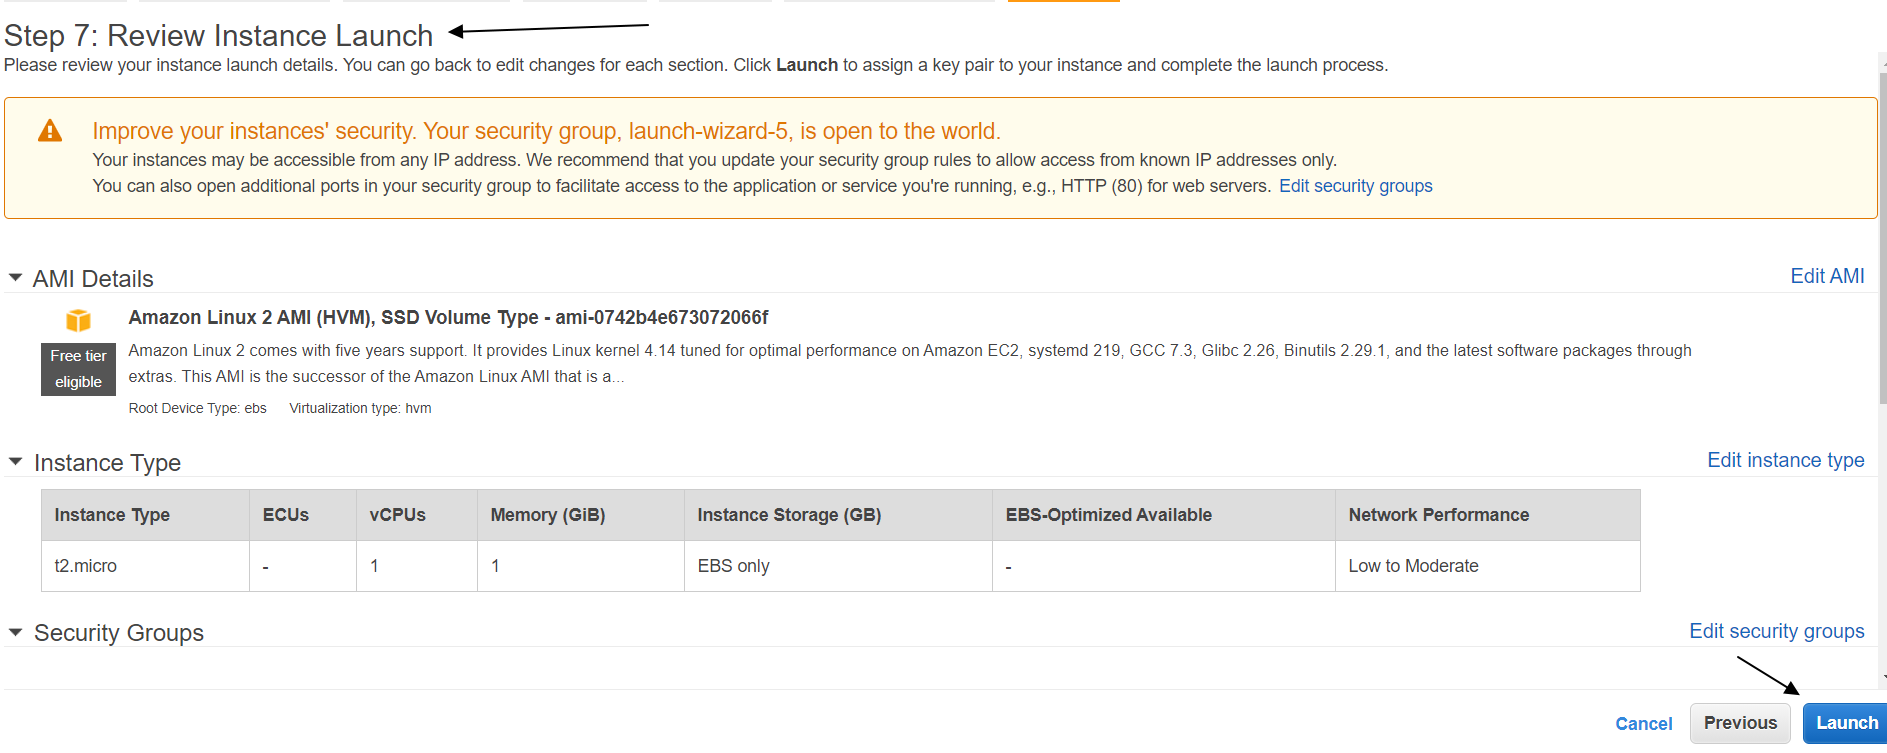 Step 7: Review Instance Launch
Please review your instance launch details. You can go back to edit changes for each section. Click Launch to assign a key pair to your instance and complete the launch process.
Improve your instances' security. Your security group, launch-wizard-5, is open to the world.
Your instances may be accessible from any IP address. We recommend that you update your security group rules to allow access from known IP addresses only.
You can also open additional ports in your security group to facilitate access to the application or service you're running, e.g., HTTP (80) for web servers. Edit security groups
AMI Details Edit AMI
Amazon Linux 2 AMI (HVM), SSD Volume Type - ami-0742b4e673072066f
Free tier
eligible
Amazon Linux 2 comes with five years support. It provides Linux kernel 4.14 tuned for optimal performance on Amazon EC2, systemd 219, GCC 7.3, Glibc 2.26, Binutils 2.29.1, and the latest software packages through
extras. This AMI is the successor of the Amazon Linux AMI that is a...
Root Device Type: ebs Virtualization type: hvm
Instance Type Edit instance type
Instance Type ECUs vCPUs Memory (GiB) Instance Storage (GB) EBS-Optimized Available Network Performance
t2.micro - 1 1 EBS only - Low to Moderate
Security Groups Edit security groups
Cancel Previous Launch